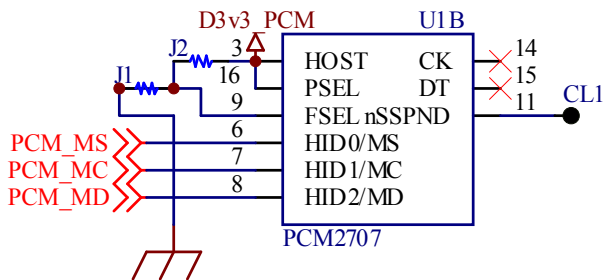 D3v3_PCM
U1B
J2
3
HOST
CK
14
J1
16
PSEL
DT
15
9
FSEL
nSSPND
11
CL1
PCM_MS
6
HID0/MS
PCM_MC
7
HID1/MC
PCM_MD
8
HID2/MD
PCM2707